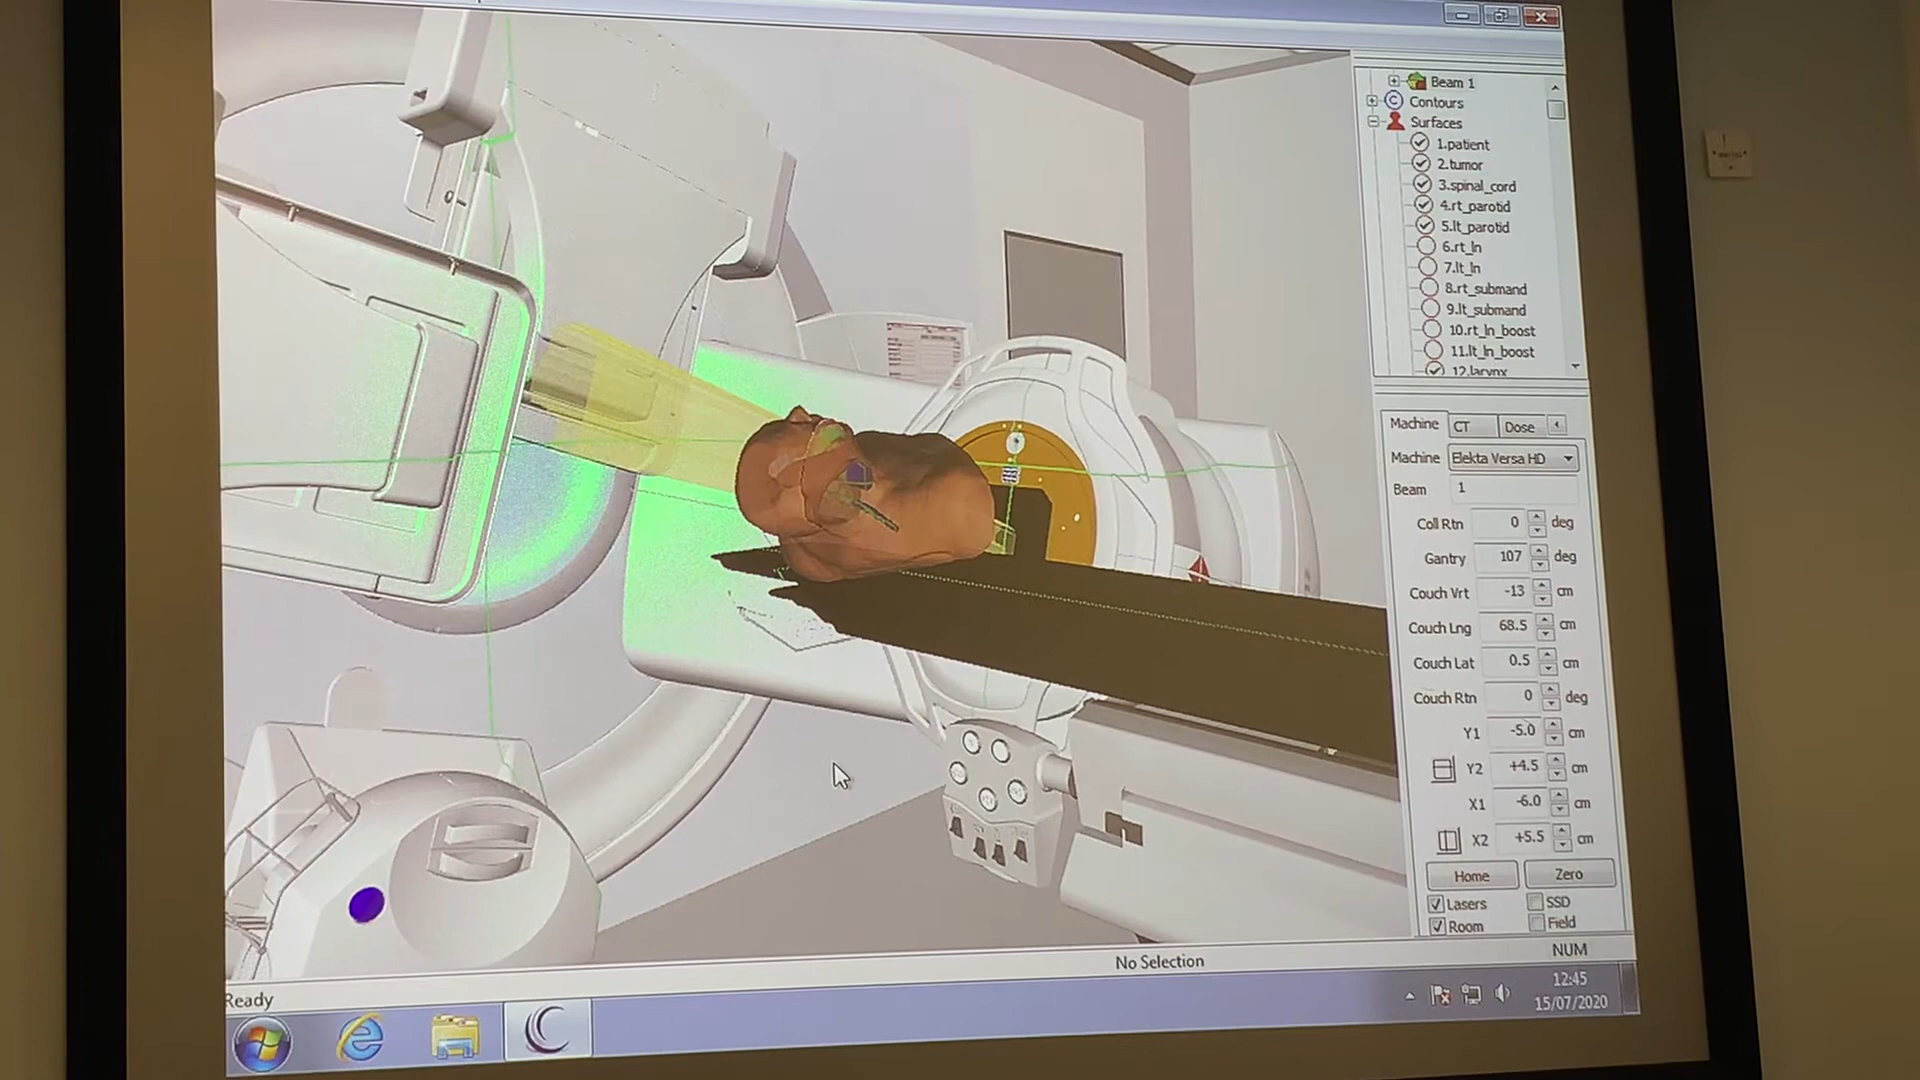 Beam 1
Contours
Surfaces
1.patient
2.tumor
3.spinal_cord
4.rt_parotid
5.lt_parotid
6.rt_ln
7.lt_ln
8.rt_submand
9.lt_submand
10.rt_ln_boost
11.lt_ln_boost
12.larynx
Machine CT Dose
Machine Elekta Versa HD
Beam 1
Coll Rtn 0 deg
Gantry 107 deg
Couch Vrt -13 cm
Couch Lng 68.5 cm
Couch Lat 0.5 cm
Couch Rtn 0 deg
Y1 -5.0 cm
Y2 +4.5 cm
X1 -6.0 cm
X2 +5.5 cm
Home Zero
Lasers SSD
Room Field
No Selection NUM
Ready
12:45
15/07/2020